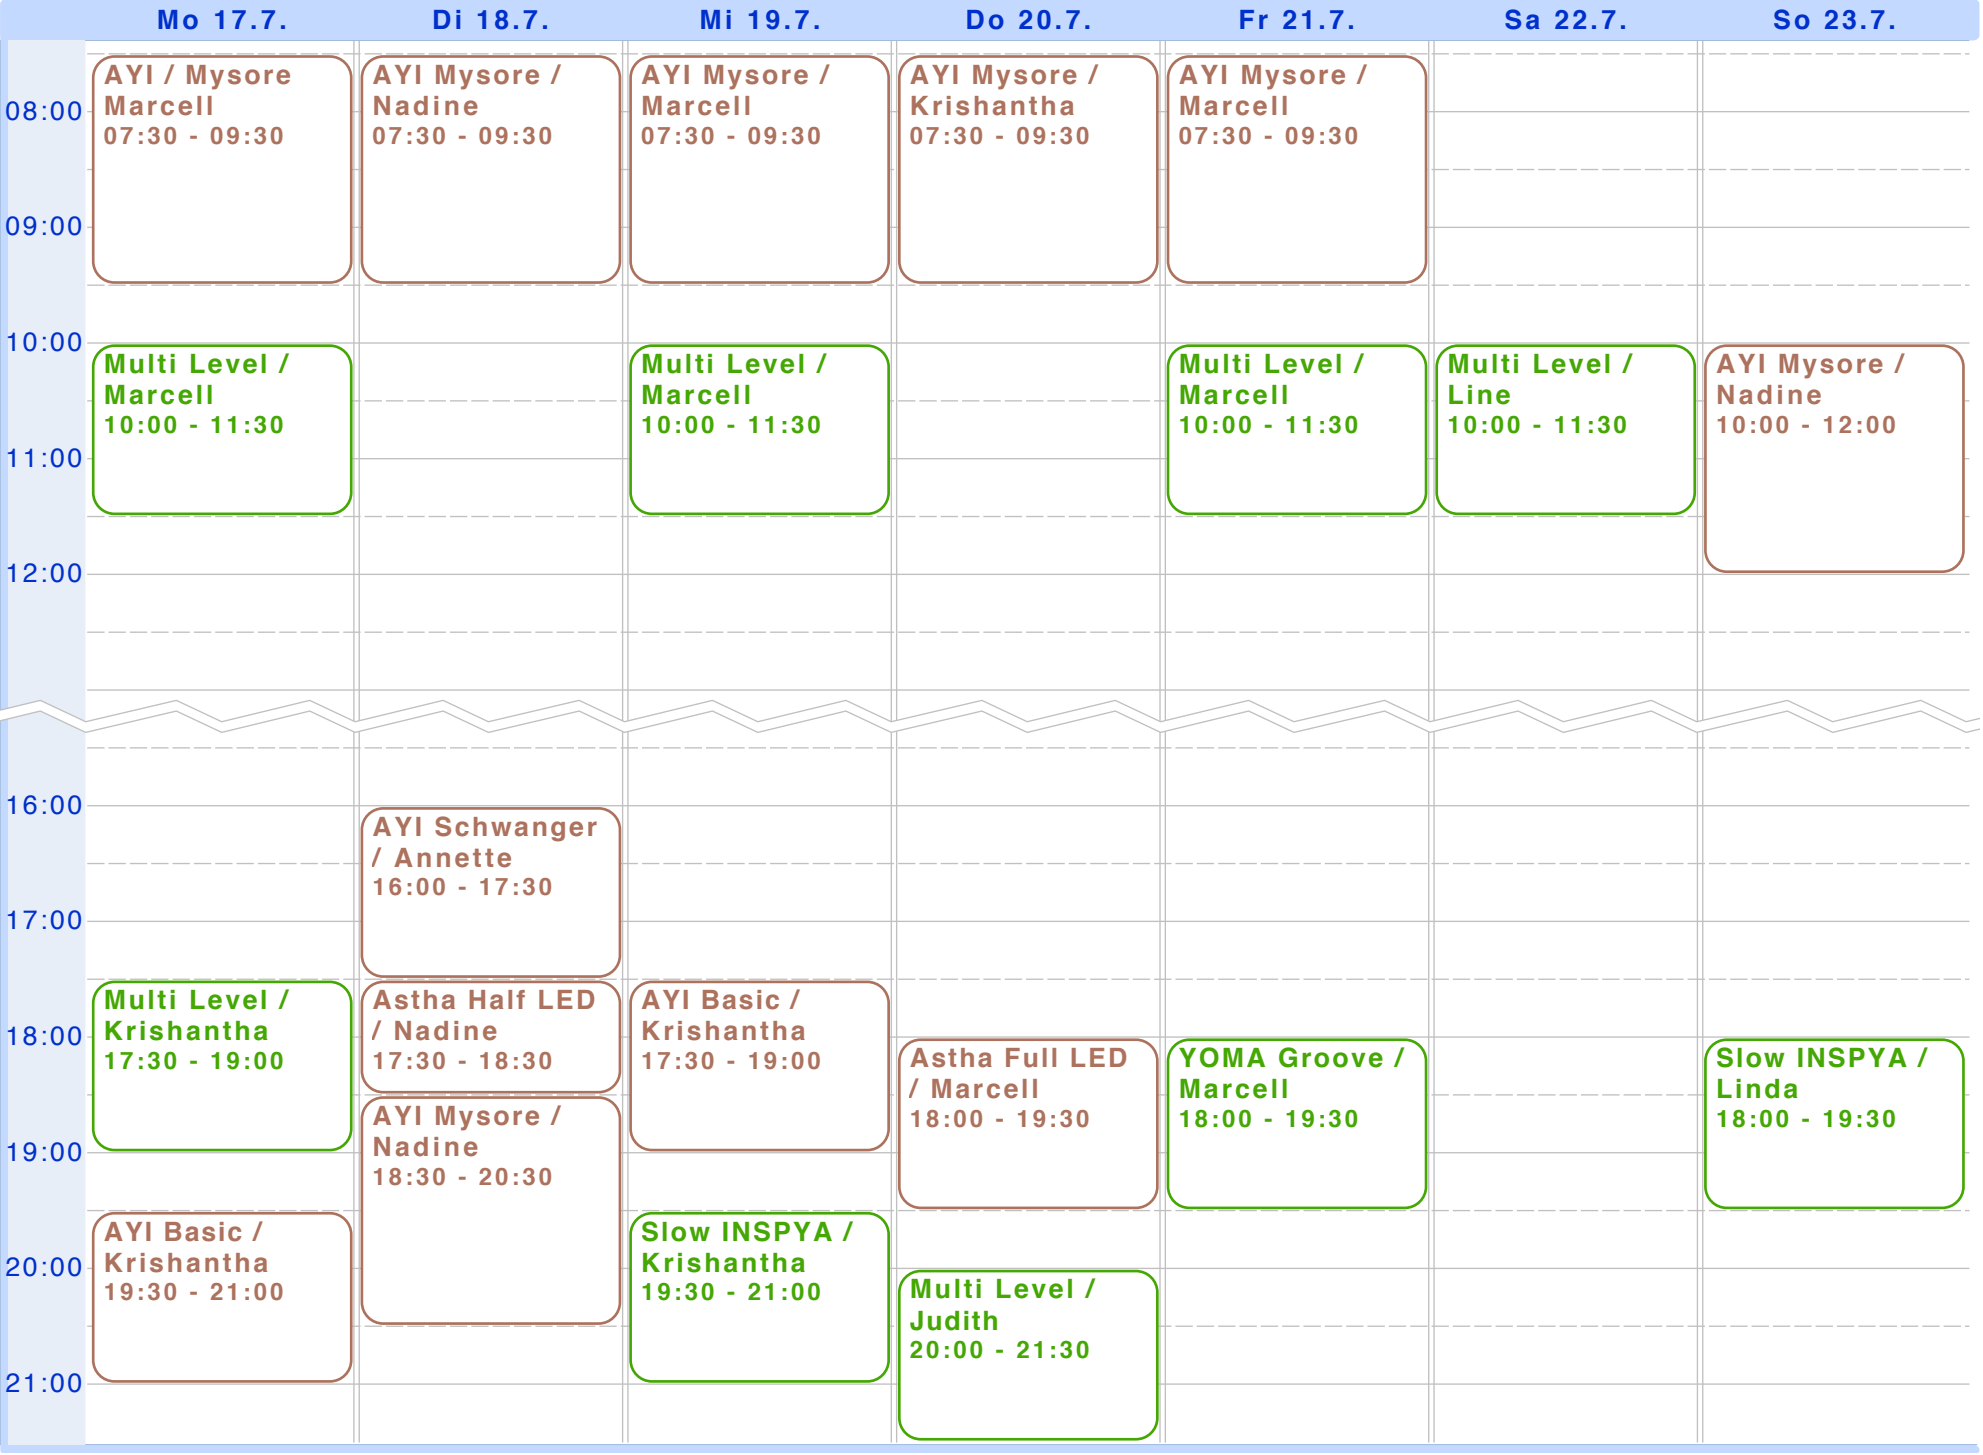 Mo 17.7.
Di 18.7.
Mi 19.7.
Do 20.7.
Fr 21.7.
Sa 22.7.
So 23.7.
08:00
09:00
10:00
11:00
12:00
16:00
17:00
18:00
19:00
20:00
21:00
AYI / Mysore
Marcell
07:30 - 09:30
Multi Level /
Marcell
10:00 - 11:30
Multi Level /
Krishantha
17:30 - 19:00
AYI Basic /
Krishantha
19:30 - 21:00
AYI Mysore /
Nadine
07:30 - 09:30
AYI Schwanger
/ Annette
16:00 - 17:30
Astha Half LED
/ Nadine
17:30 - 18:30
AYI Mysore /
Nadine
18:30 - 20:30
AYI Mysore /
Marcell
07:30 - 09:30
Multi Level /
Marcell
10:00 - 11:30
AYI Basic /
Krishantha
17:30 - 19:00
Slow INSPYA /
Krishantha
19:30 - 21:00
AYI Mysore /
Krishantha
07:30 - 09:30
Astha Full LED
/ Marcell
18:00 - 19:30
Multi Level /
Judith
20:00 - 21:30
AYI Mysore /
Marcell
07:30 - 09:30
Multi Level /
Marcell
10:00 - 11:30
YOMA Groove /
Marcell
18:00 - 19:30
Multi Level /
Line
10:00 - 11:30
AYI Mysore /
Nadine
10:00 - 12:00
Slow INSPYA /
Linda
18:00 - 19:30